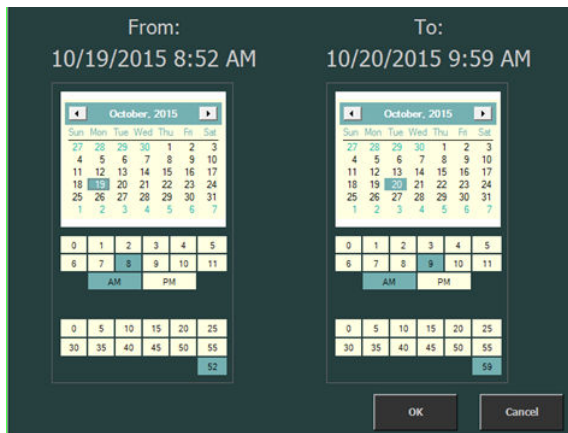 From:
10/19/2015 8:52 AM
October, 2015
Sun Mon Tue Wed Thu Fri Sat
27 28 29 30 1 2 3
4 5 6 7 8 9 10
11 12 13 14 15 16 17
18 19 20 21 22 23 24
25 26 27 28 29 30 31
1 2 3 4 5 6 7
0 1 2 3 4 5
6 7 8 9 10 11
AM PM
0 5 10 15 20 25
30 35 40 45 50 55
52
To:
10/20/2015 9:59 AM
October, 2015
Sun Mon Tue Wed Thu Fri Sat
27 28 29 30 1 2 3
4 5 6 7 8 9 10
11 12 13 14 15 16 17
18 19 20 21 22 23 24
25 26 27 28 29 30 31
1 2 3 4 5 6 7
0 1 2 3 4 5
6 7 8 9 10 11
AM PM
0 5 10 15 20 25
30 35 40 45 50 55
59
OK Cancel